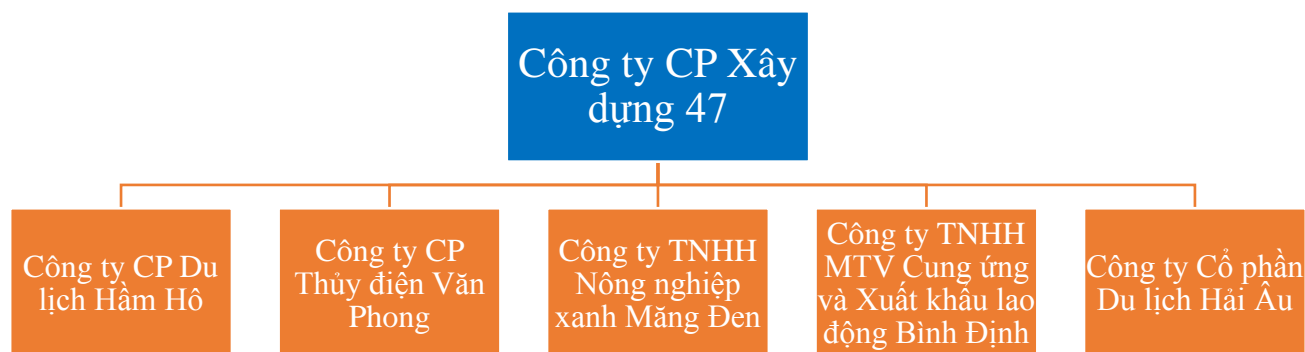 Công ty CP Xây
dựng 47
Công ty CP Du
lịch Hầm Hô
Công ty CP
Thủy điện Văn
Phong
Công ty TNHH
Nông nghiệp
xanh Măng Đen
Công ty TNHH
MTV Cung ứng
và Xuất khẩu lao
động Bình Định
Công ty Cổ phần
Du lịch Hải Âu